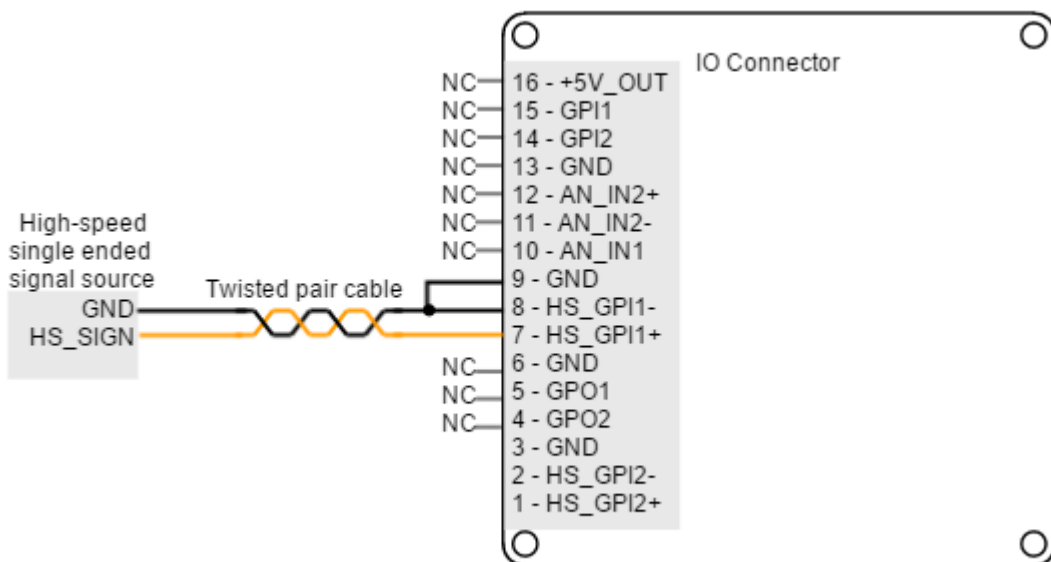 IO Connector
NC 16 - +5V_OUT
NC 15 - GPI1
NC 14 - GPI2
NC 13 - GND
NC 12 - AN_IN2+
NC 11 - AN_IN2-
NC 10 - AN_IN1
9 - GND
8 - HS_GPI1-
7 - HS_GPI1+
NC 6 - GND
NC 5 - GPO1
NC 4 - GPO2
3 - GND
2 - HS_GPI2-
1 - HS_GPI2+
High-speed
single ended
signal source
GND
HS_SIGN
Twisted pair cable